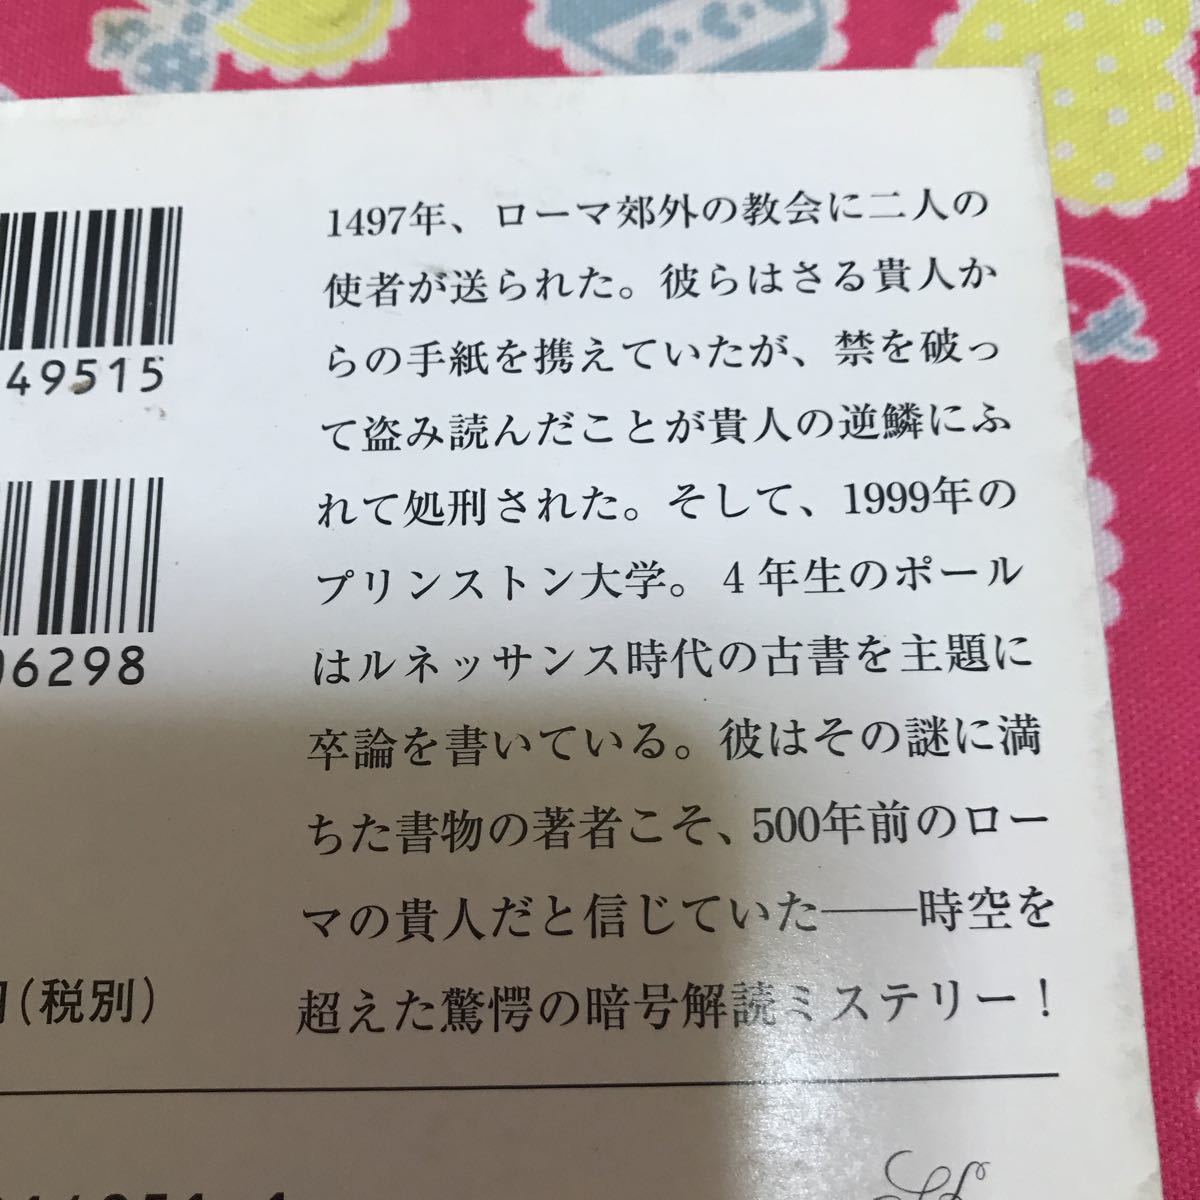 1497年、ローマ郊外の教会に二人の
使者が送られた。彼らはさる貴人か
らの手紙を携えていたが、禁を破っ
て盗み読んだことが貴人の逆鱗にふ
れて処刑された。そして、1999年の
プリンストン大学。4年生のポール
はルネッサンス時代の古書を主題に
卒論を書いている。彼はその謎に満
ちた書物の著者こそ、500年前のロー
マの貴人だと信じていた――時空を
超えた驚愕の暗号解読ミステリー！
49515
06298
円(税別)